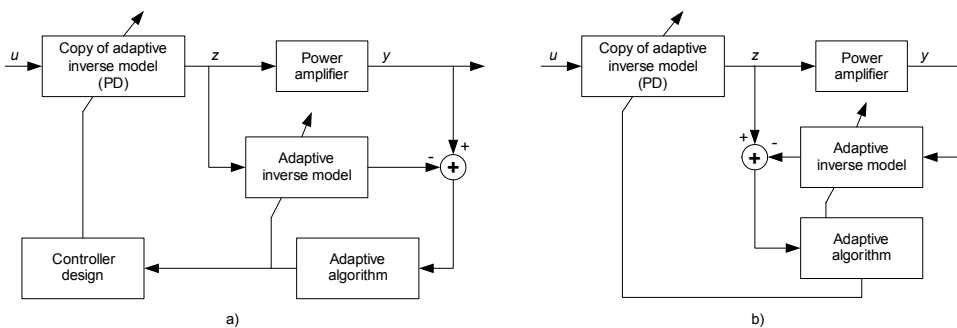 u
Copy of adaptive
inverse model
(PD)
z
Power
amplifier
y
Adaptive
inverse model
-
+
+
Controller
design
Adaptive
algorithm
a)
u
Copy of adaptive
inverse model
(PD)
z
Power
amplifier
y
+
-
+
Adaptive
inverse model
Adaptive
algorithm
b)